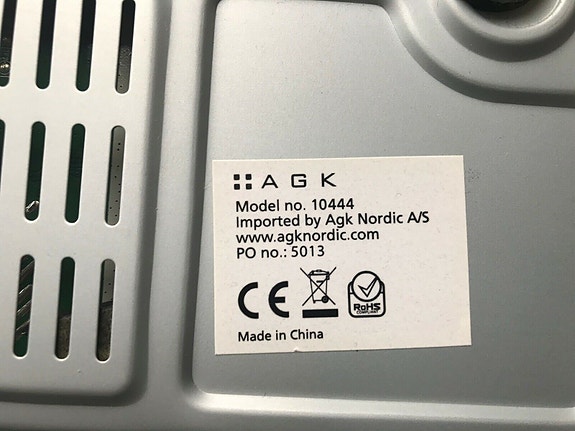 AGK
Model no. 10444
Imported by Agk Nordic A/S
www.agknordic.com
PO no.: 5013
CE
RoHS
COMPLIANT
Made in China